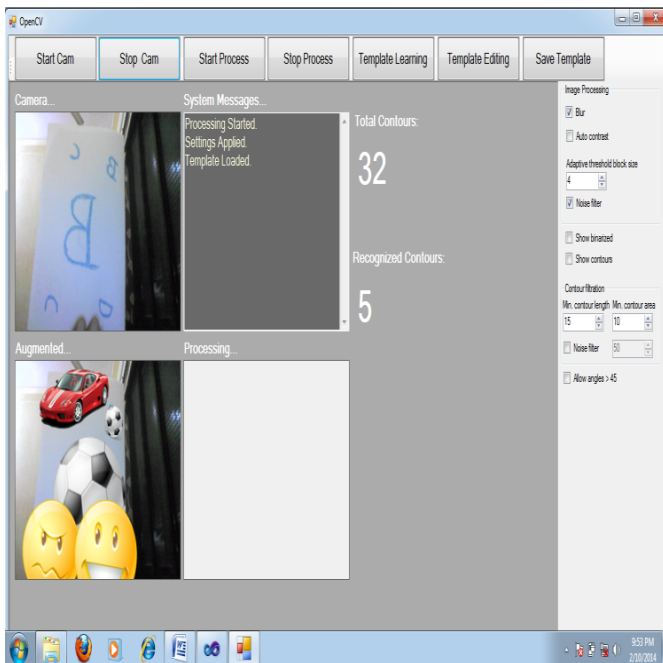 OpenCV
Start Cam Stop Cam Start Process Stop Process Template Learning Template Editing Save Template
Camera...
B
B
C
D
System Messages...
Processing Started.
Settings Applied.
Template Loaded.
Total Contours:
32
Recognized Contours:
5
Augmented...
Processing...
Image Processing
Blur
Auto contrast
Adaptive threshold block size
4
Noise filter
Show binarized
Show contours
Contour filtration
Min. contour length Min. contour area
15 10
Noise filter 50
Allow angles > 45
9:53 PM
2/10/2014